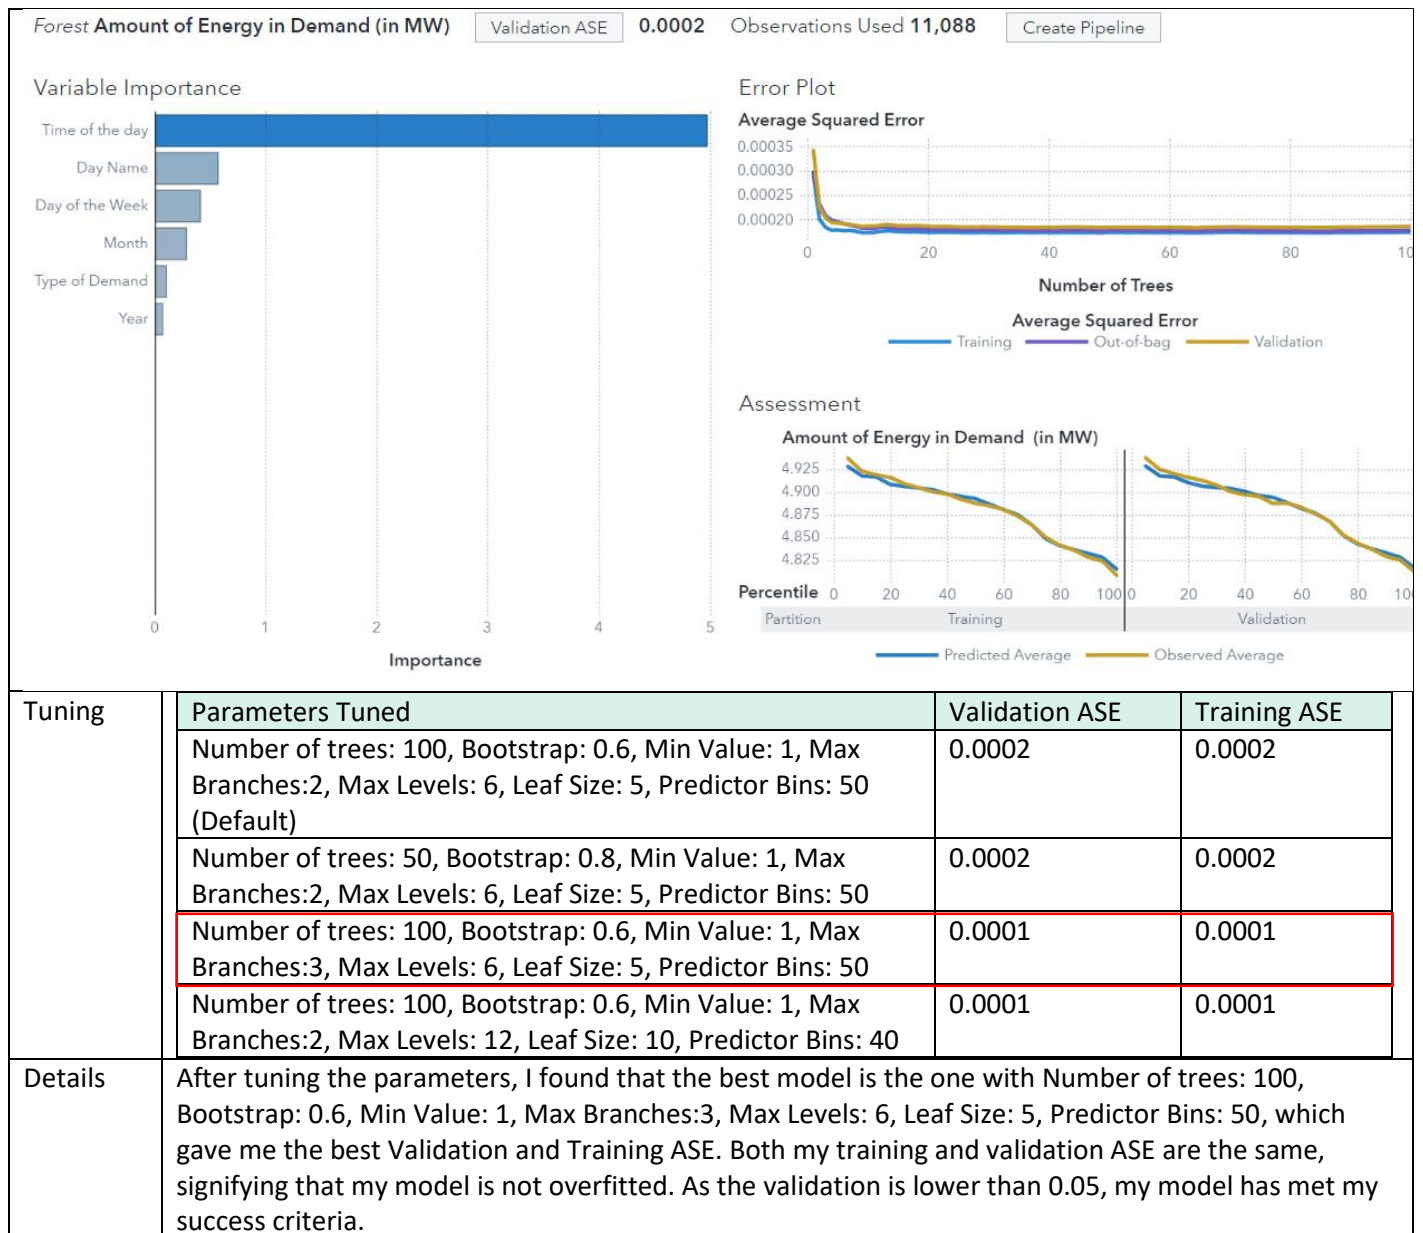 Forest Amount of Energy in Demand (in MW) Validation ASE 0.0002 Observations Used 11,088 Create Pipeline
Variable Importance
Time of the day
Day Name
Day of the Week
Month
Type of Demand
Year
0 1 2 3 4 5
Importance
Error Plot
Average Squared Error
0.00035
0.00030
0.00025
0.00020
0 20 40 60 80 10
Number of Trees
Average Squared Error
Training Out-of-bag Validation
Assessment
Amount of Energy in Demand (in MW)
4.925
4.900
4.875
4.850
4.825
Percentile 0 20 40 60 80 100 0 20 40 60 80 10
Partition Training Validation
Predicted Average Observed Average
Tuning Parameters Tuned Validation ASE Training ASE
Number of trees: 100, Bootstrap: 0.6, Min Value: 1, Max 0.0002 0.0002
Branches:2, Max Levels: 6, Leaf Size: 5, Predictor Bins: 50
(Default)
Number of trees: 50, Bootstrap: 0.8, Min Value: 1, Max 0.0002 0.0002
Branches:2, Max Levels: 6, Leaf Size: 5, Predictor Bins: 50
Number of trees: 100, Bootstrap: 0.6, Min Value: 1, Max 0.0001 0.0001
Branches:3, Max Levels: 6, Leaf Size: 5, Predictor Bins: 50
Number of trees: 100, Bootstrap: 0.6, Min Value: 1, Max 0.0001 0.0001
Branches:2, Max Levels: 12, Leaf Size: 10, Predictor Bins: 40
Details After tuning the parameters, I found that the best model is the one with Number of trees: 100,
Bootstrap: 0.6, Min Value: 1, Max Branches:3, Max Levels: 6, Leaf Size: 5, Predictor Bins: 50, which
gave me the best Validation and Training ASE. Both my training and validation ASE are the same,
signifying that my model is not overfitted. As the validation is lower than 0.05, my model has met my
success criteria.